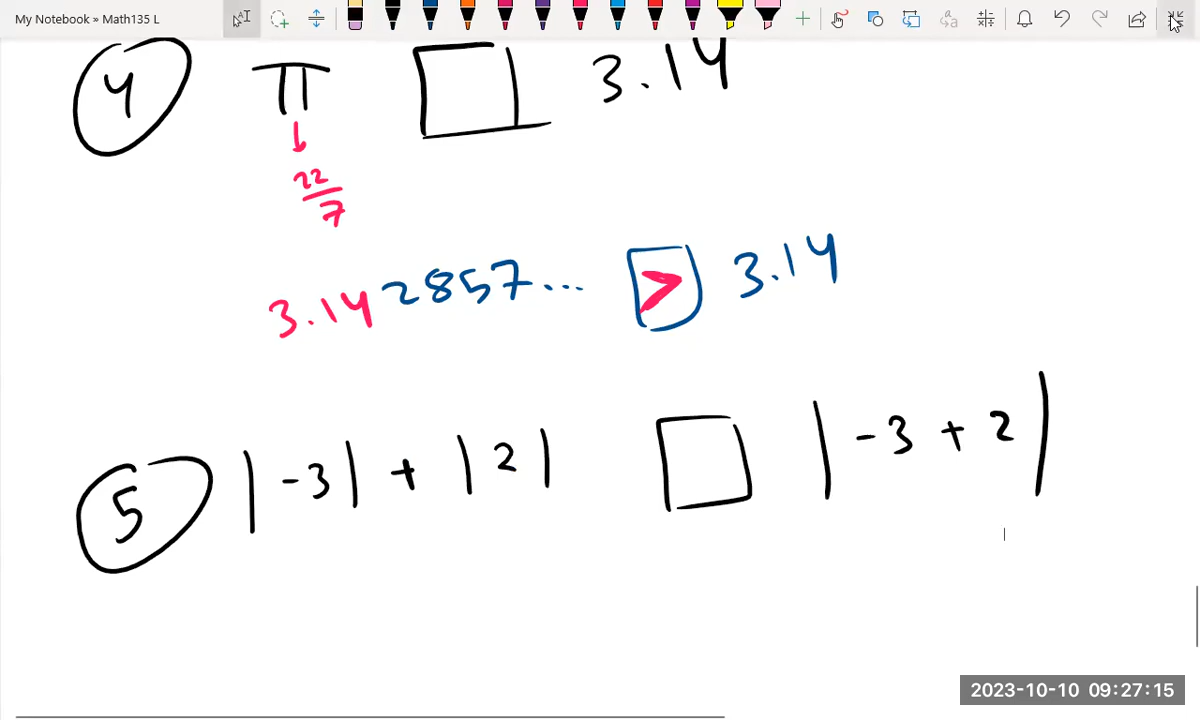 My Notebook » Math135 L
4 π □ 3.14
22/7
3.142857... > 3.14
5 |-3| + |2| □ |-3 + 2|
2023-10-10 09:27:15